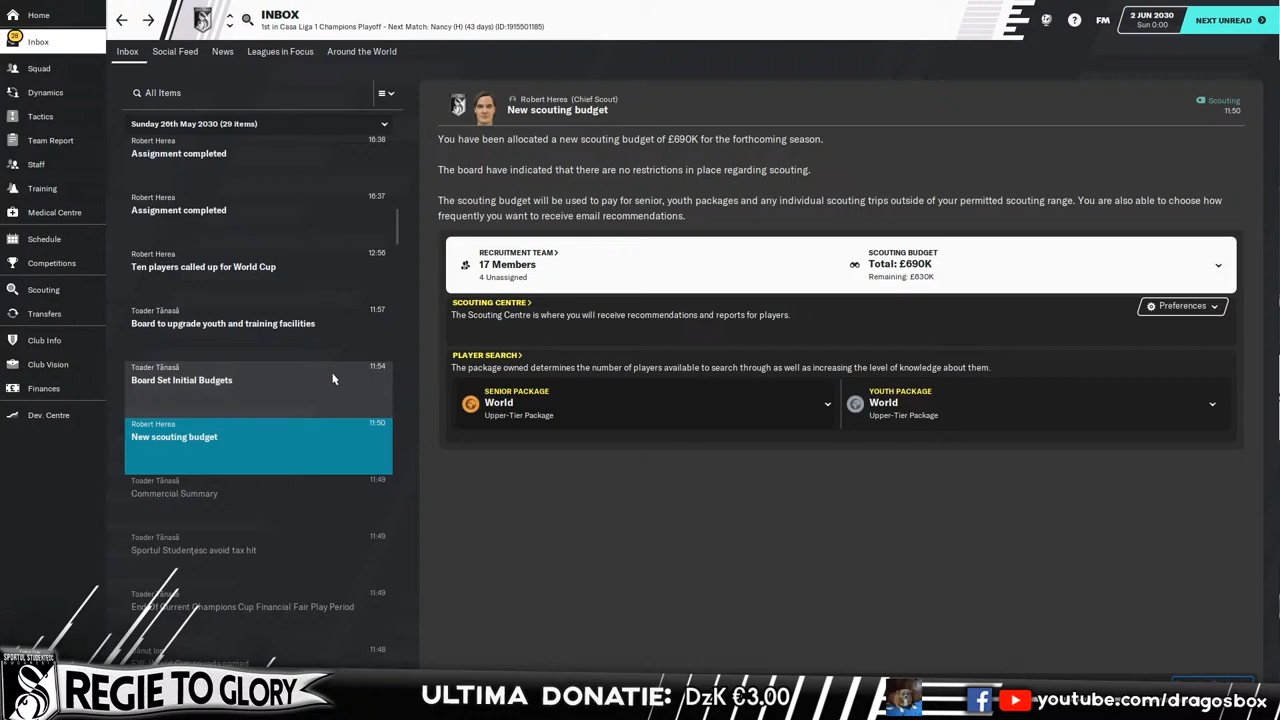 Home
28
Inbox
Squad
Dynamics
Tactics
Team Report
Staff
Training
Medical Centre
Schedule
Competitions
Scouting
Transfers
Club Info
Club Vision
Finances
Dev. Centre
INBOX
1st in Casa Liga 1 Champions Playoff - Next Match: Nancy (H) (43 days) (ID:1915501185)
FM
2 JUN 2030
Sun 0:00
NEXT UNREAD
Inbox Social Feed News Leagues in Focus Around the World
All Items
Sunday 26th May 2030 (29 items)
Robert Herea 16:38
Assignment completed
Robert Herea 16:37
Assignment completed
Robert Herea 12:56
Ten players called up for World Cup
Toader Tănasă 11:57
Board to upgrade youth and training facilities
Toader Tănasă 11:54
Board Set Initial Budgets
Robert Herea 11:50
New scouting budget
Toader Tănasă 11:49
Commercial Summary
Toader Tănasă 11:49
Sportul Studențesc avoid tax hit
Toader Tănasă 11:49
End Of Current Champions Cup Financial Fair Play Period
Dănuț Ion 11:48
World Cup squads named
Robert Herea (Chief Scout)
New scouting budget
Scouting
11:50
You have been allocated a new scouting budget of £690K for the forthcoming season.
The board have indicated that there are no restrictions in place regarding scouting.
The scouting budget will be used to pay for senior, youth packages and any individual scouting trips outside of your permitted scouting range. You are also able to choose how
frequently you want to receive email recommendations.
RECRUITMENT TEAM
17 Members
4 Unassigned
SCOUTING BUDGET
Total: £690K
Remaining: £630K
SCOUTING CENTRE
The Scouting Centre is where you will receive recommendations and reports for players.
Preferences
PLAYER SEARCH
The package owned determines the number of players available to search through as well as increasing the level of knowledge about them.
SENIOR PACKAGE
World
Upper-Tier Package
YOUTH PACKAGE
World
Upper-Tier Package
SPORTUL STUDENTESC
BUCURESTI
REGIE TO GLORY
ULTIMA DONATIE: DzK €3.00
youtube.com/dragosbox